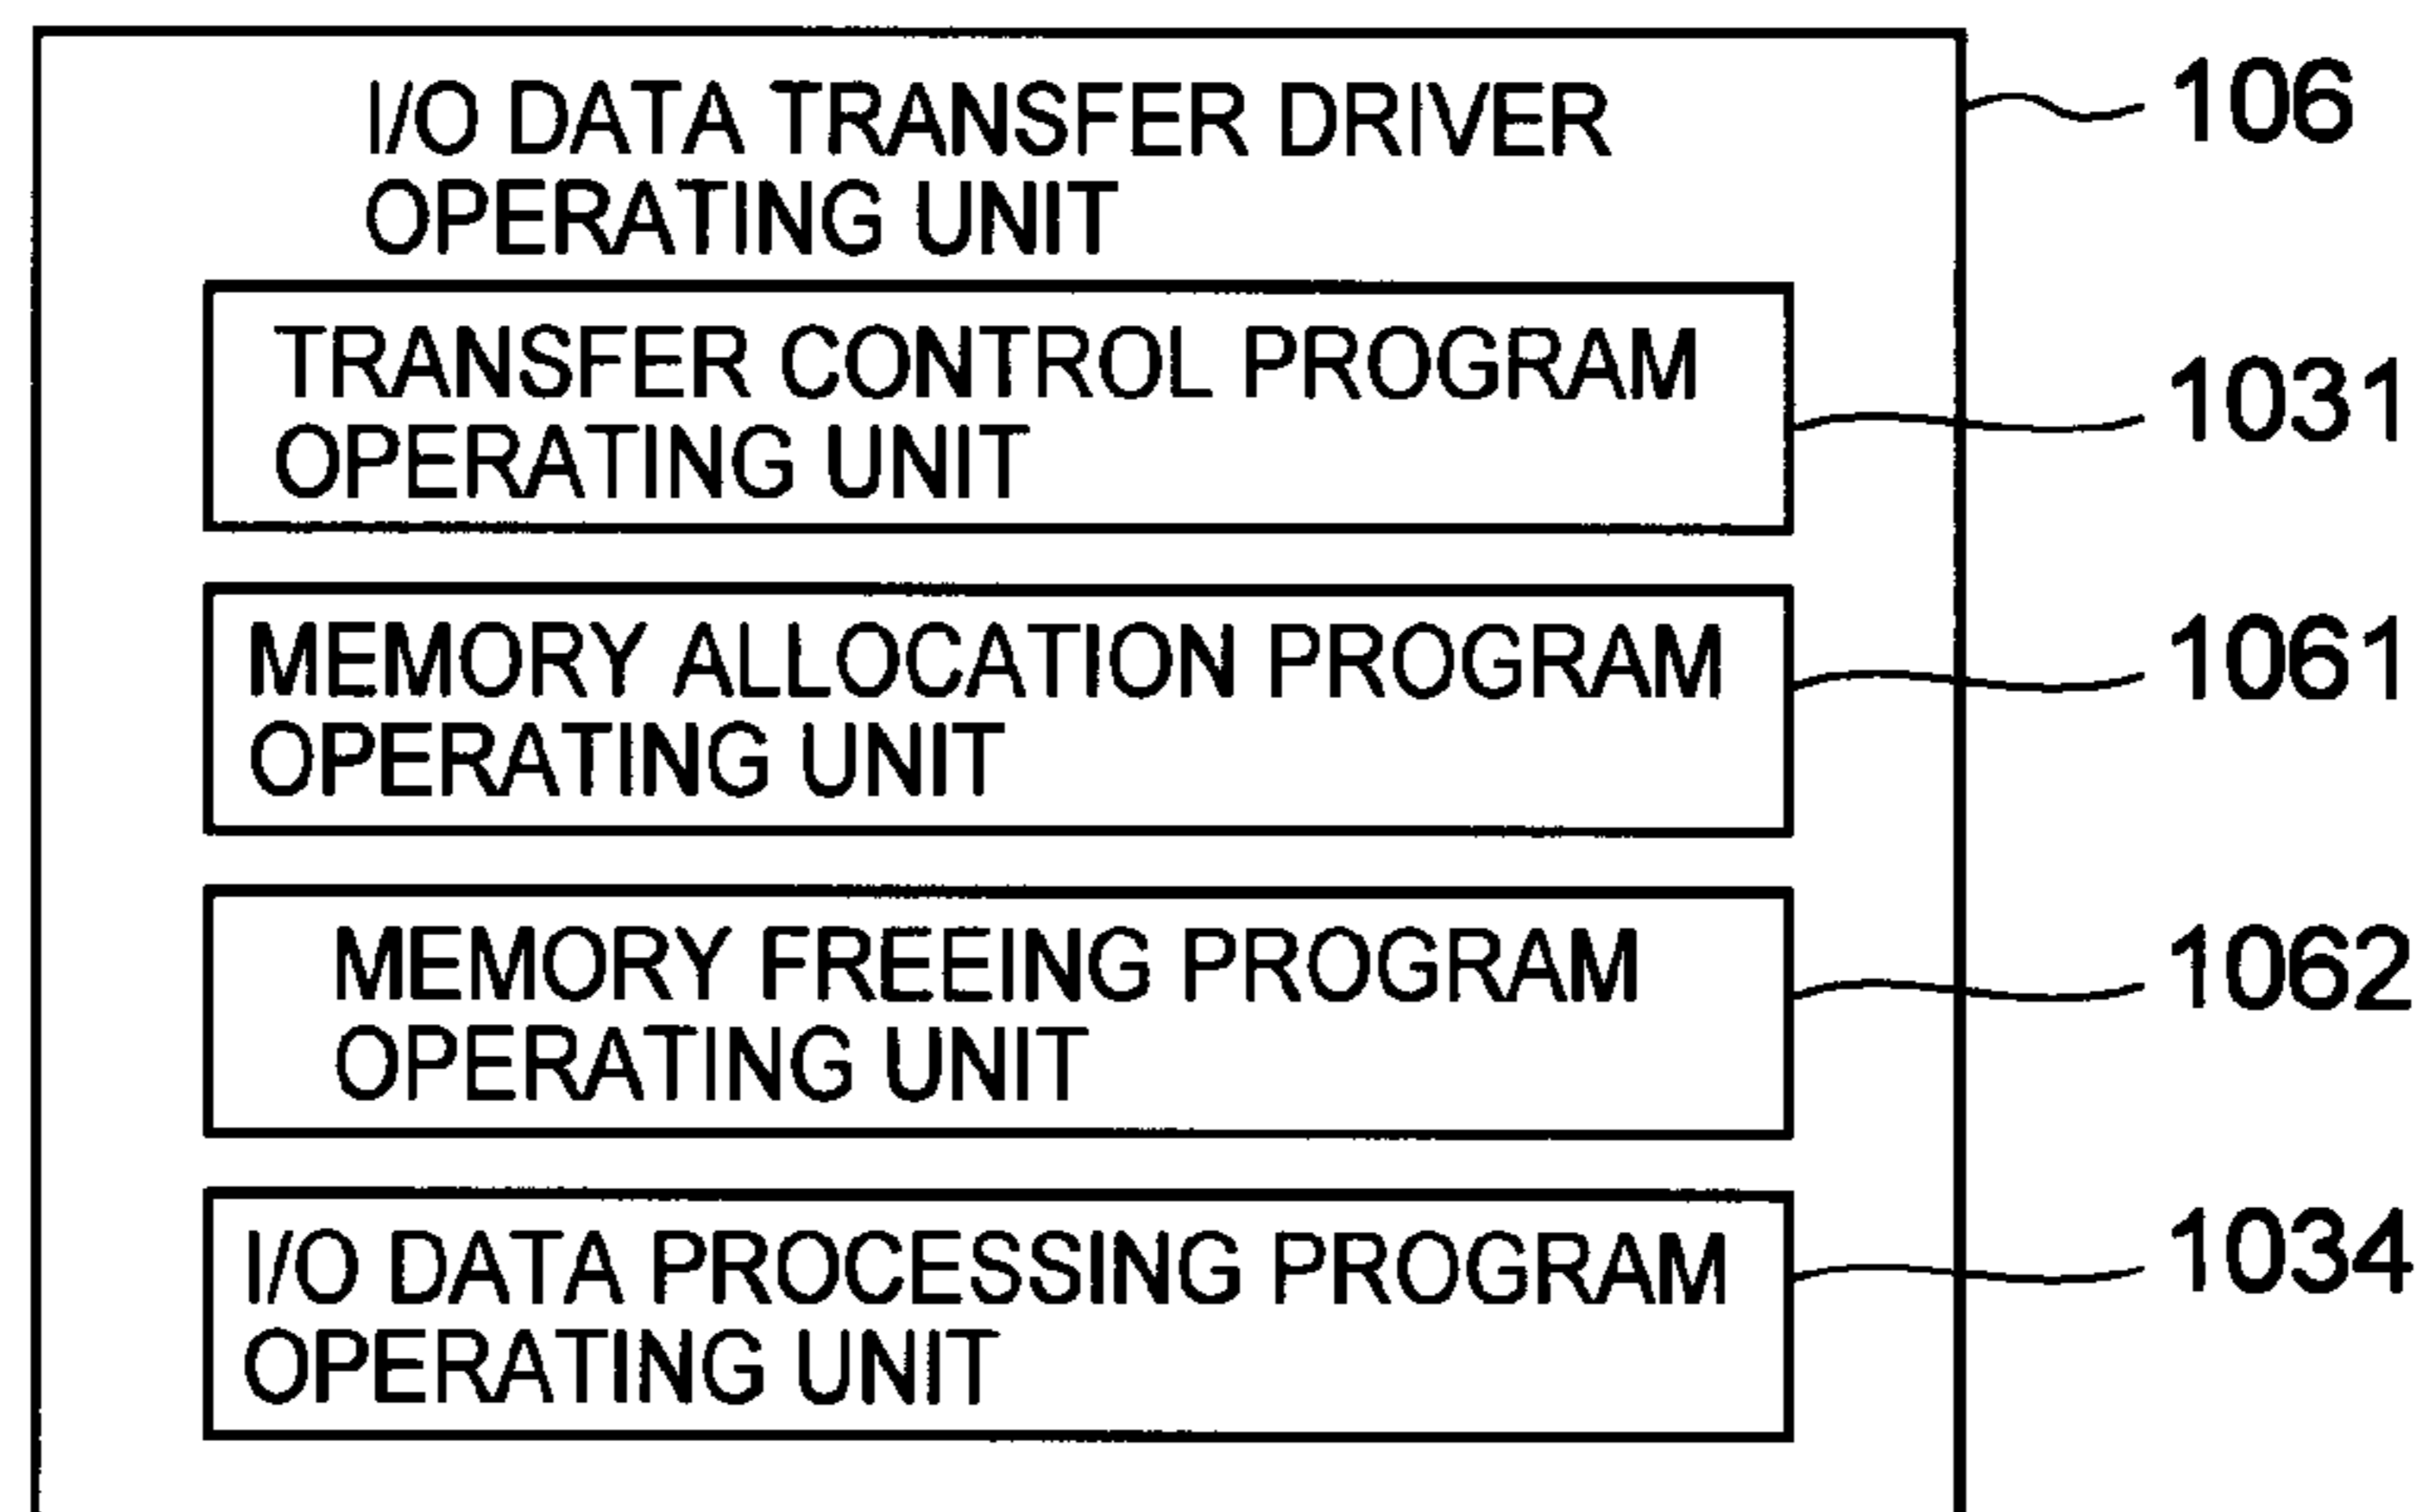 I/O DATA TRANSFER DRIVER
OPERATING UNIT
106
TRANSFER CONTROL PROGRAM
OPERATING UNIT
1031
MEMORY ALLOCATION PROGRAM
OPERATING UNIT
1061
MEMORY FREEING PROGRAM
OPERATING UNIT
1062
I/O DATA PROCESSING PROGRAM
OPERATING UNIT
1034